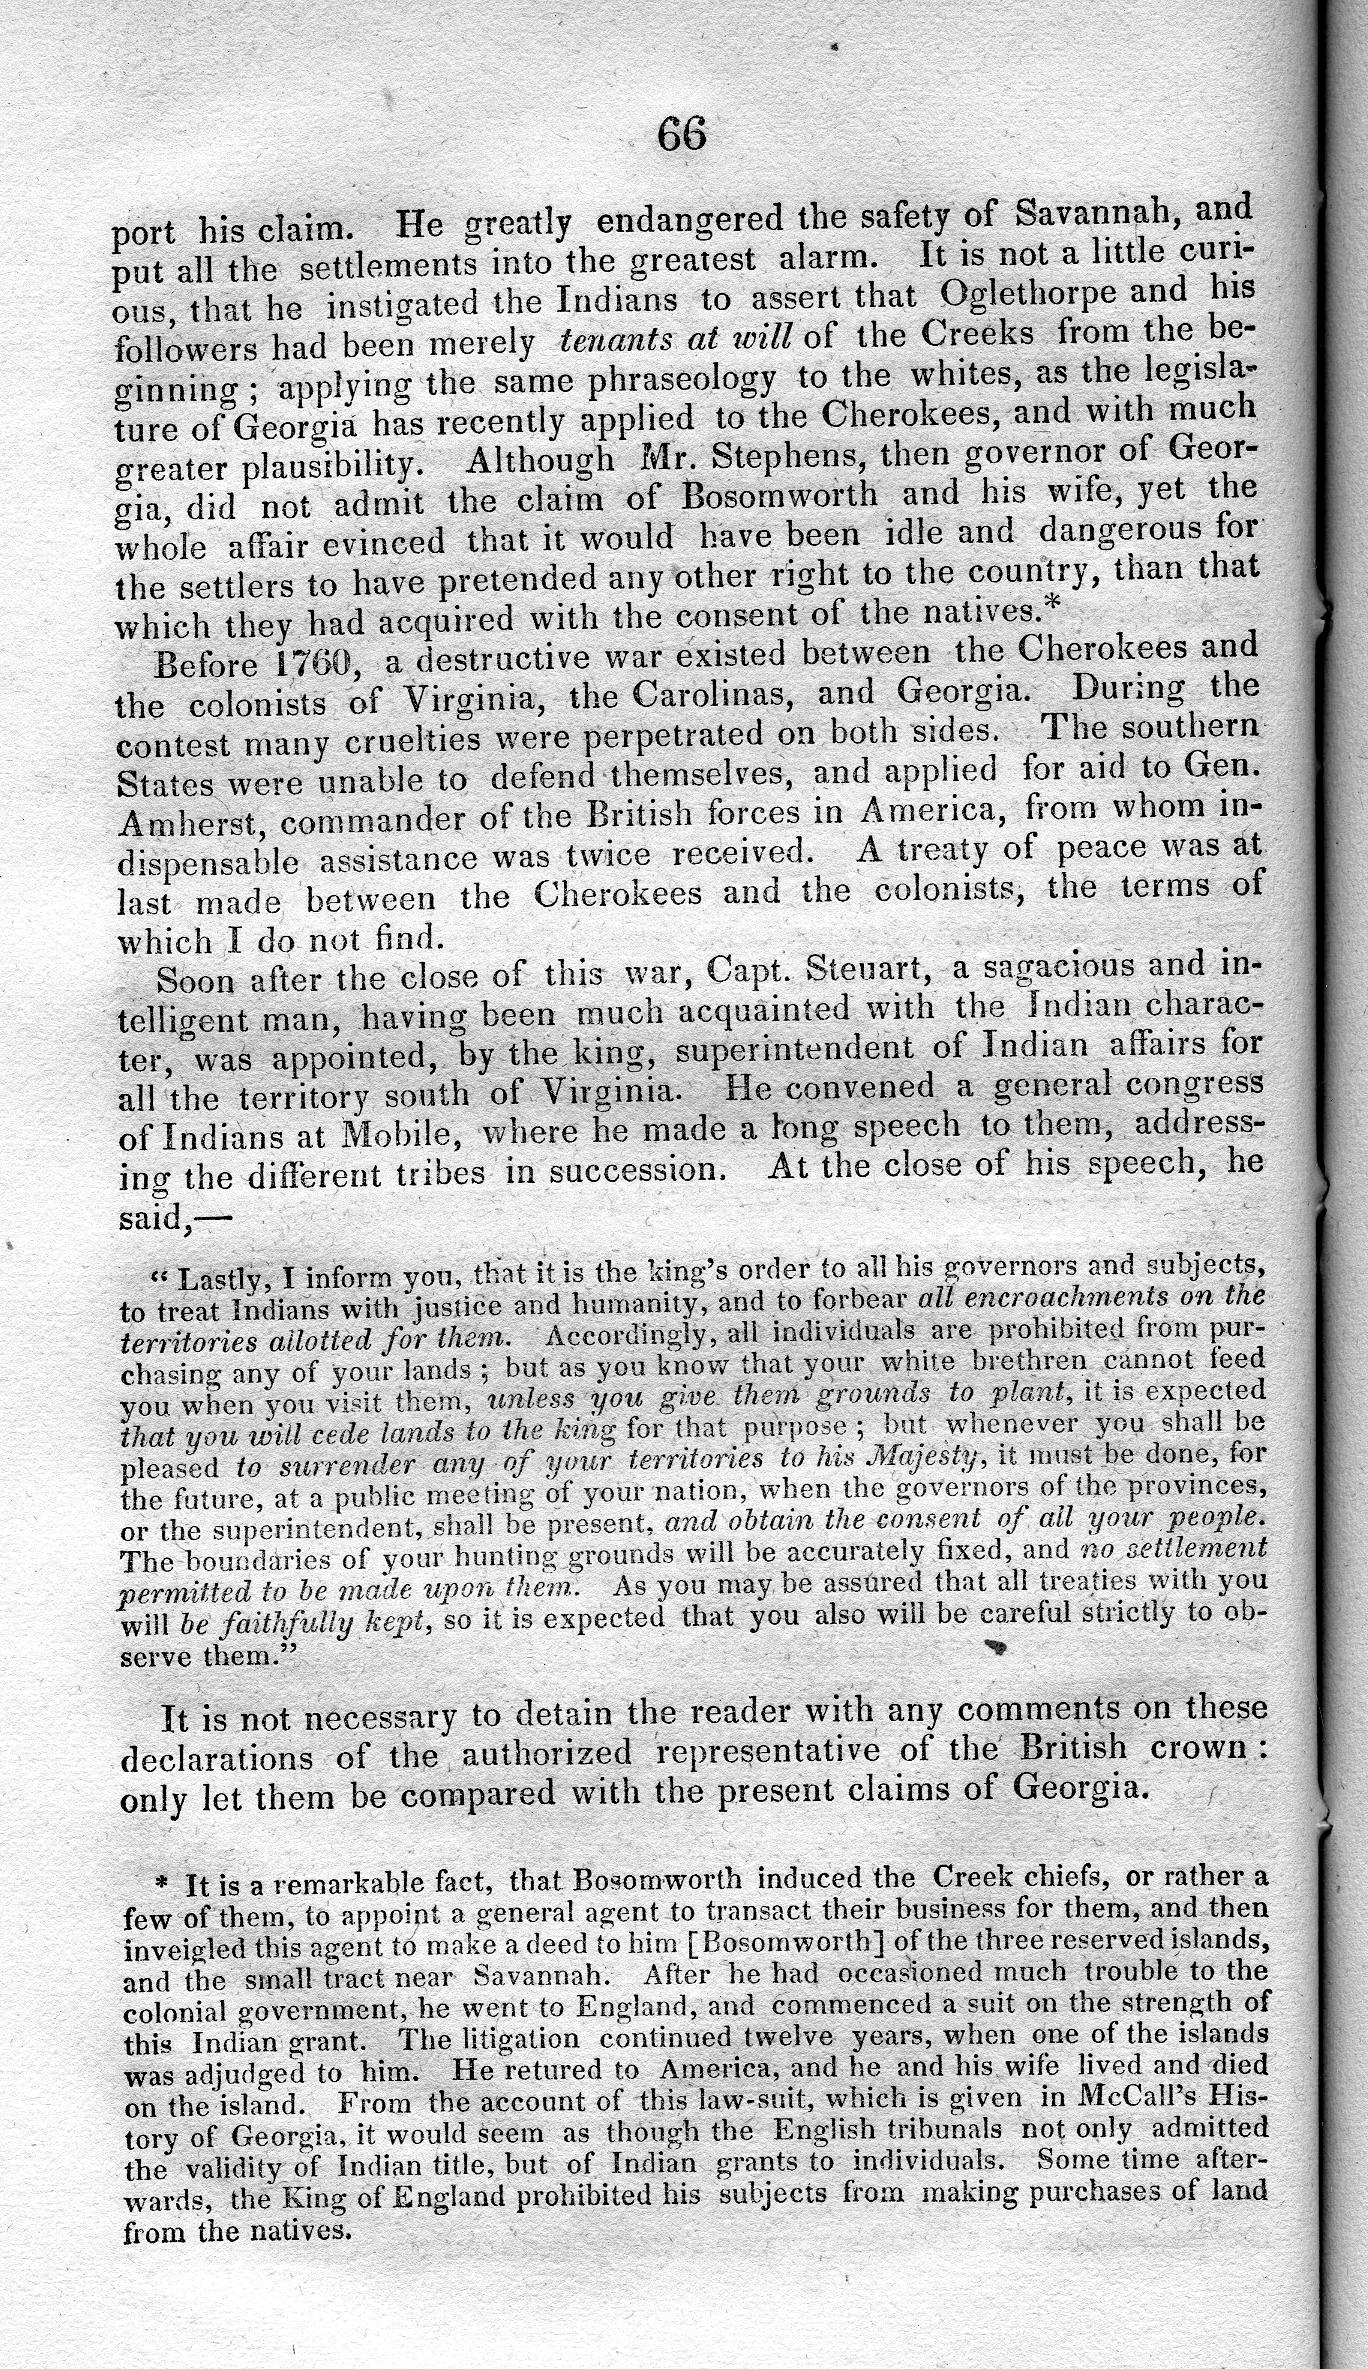 66
port his claim. He greatly endangered the safety of Savannah, and
put all the settlements into the greatest alarm. It is not a little curi-
ous, that he instigated the Indians to assert that Oglethorpe and his
followers had been merely tenants at will of the Creeks from the be-
ginning; applying the same phraseology to the whites, as the legisla-
ture of Georgia has recently applied to the Cherokees, and with much
greater plausibility. Although Mr. Stephens, then governor of Geor-
gia, did not admit the claim of Bosomworth and his wife, yet the
whole affair evinced that it would have been idle and dangerous for
the settlers to have pretended any other right to the country, than that
which they had acquired with the consent of the natives.*
Before 1760, a destructive war existed between the Cherokees and
the colonists of Virginia, the Carolinas, and Georgia. During the
contest many cruelties were perpetrated on both sides. The southern
States were unable to defend themselves, and applied for aid to Gen.
Amherst, commander of the British forces in America, from whom in-
dispensable assistance was twice received. A treaty of peace was at
last made between the Cherokees and the colonists, the terms of
which I do not find.
Soon after the close of this war, Capt. Steuart, a sagacious and in-
telligent man, having been much acquainted with the Indian charac-
ter, was appointed, by the king, superintendent of Indian affairs for
all the territory south of Virginia. He convened a general congress
of Indians at Mobile, where he made a long speech to them, address-
ing the different tribes in succession. At the close of his speech, he
said,—
“Lastly, I inform you, that it is the king's order to all his governors and subjects,
to treat Indians with justice and humanity, and to forbear all encroachments on the
territories allotted for them. Accordingly, all individuals are prohibited from pur-
chasing any of your lands; but as you know that your white brethren cannot feed
you when you visit them, unless you give them grounds to plant, it is expected
that you will cede lands to the king for that purpose; but whenever you shall be
pleased to surrender any of your territories to his Majesty, it must be done, for
the future, at a public meeting of your nation, when the governors of the provinces,
or the superintendent, shall be present, and obtain the consent of all your people.
The boundaries of your hunting grounds will be accurately fixed, and no settlement
permitted to be made upon them. As you may be assured that all treaties with you
will be faithfully kept, so it is expected that you also will be careful strictly to ob-
serve them.”
It is not necessary to detain the reader with any comments on these
declarations of the authorized representative of the British crown:
only let them be compared with the present claims of Georgia.
* It is a remarkable fact, that Bosomworth induced the Creek chiefs, or rather a
few of them, to appoint a general agent to transact their business for them, and then
inveigled this agent to make a deed to him [Bosomworth] of the three reserved islands,
and the small tract near Savannah. After he had occasioned much trouble to the
colonial government, he went to England, and commenced a suit on the strength of
this Indian grant. The litigation continued twelve years, when one of the islands
was adjudged to him. He retured to America, and he and his wife lived and died
on the island. From the account of this law-suit, which is given in McCall's His-
tory of Georgia, it would seem as though the English tribunals not only admitted
the validity of Indian title, but of Indian grants to individuals. Some time after-
wards, the King of England prohibited his subjects from making purchases of land
from the natives.